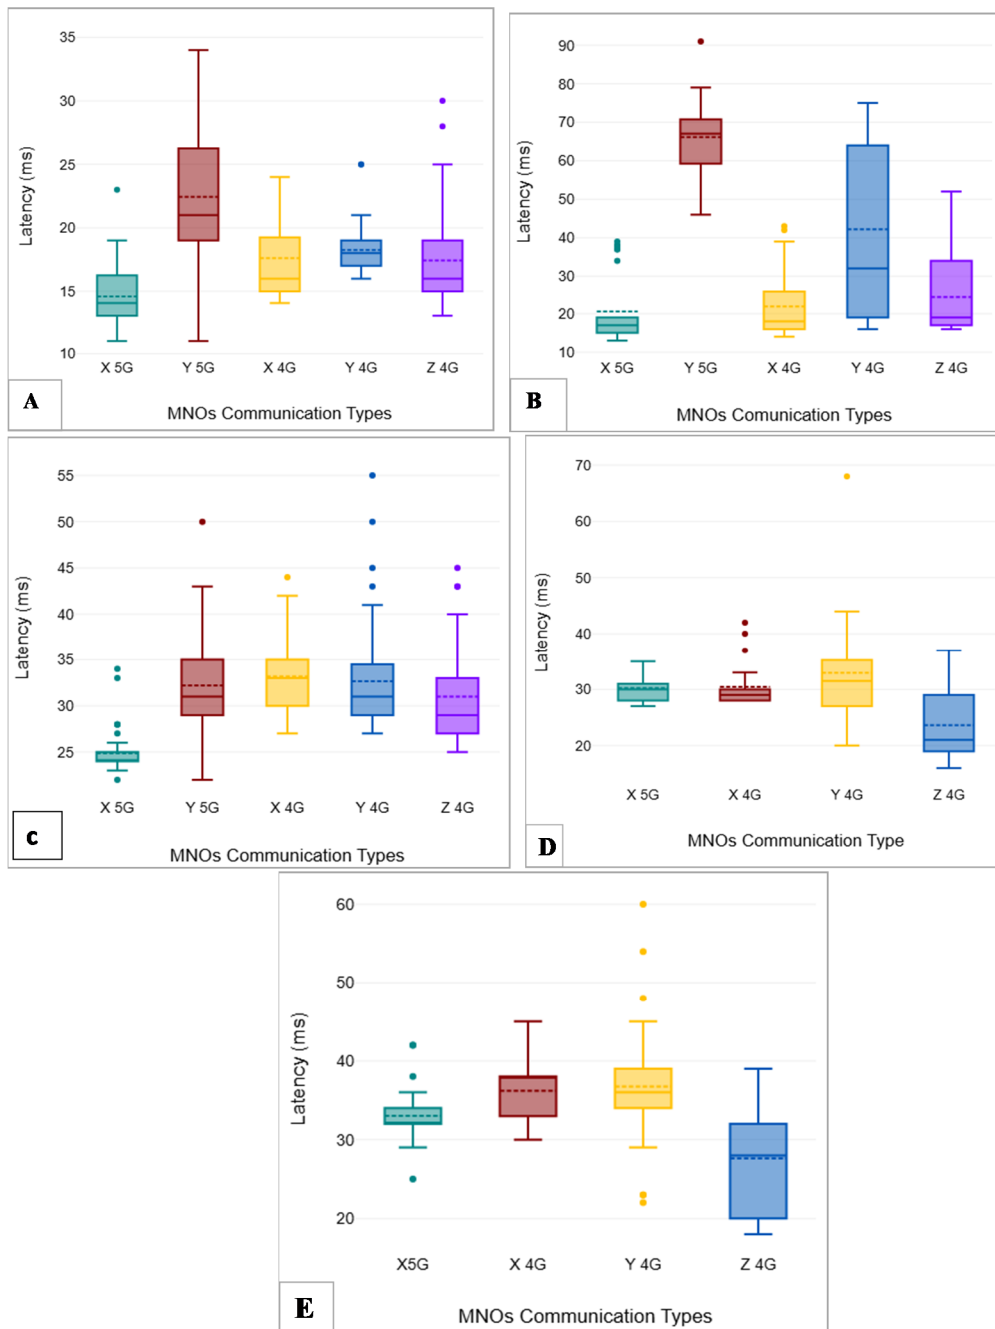 35
30
25
20
15
10
Latency (ms)
X 5G Y 5G X 4G Y 4G Z 4G
A
MNOs Communication Types
90
80
70
60
50
40
30
20
10
Latency (ms)
X 5G Y 5G X 4G Y 4G Z 4G
B
MNOs Comunication Types
55
50
45
40
35
30
25
Latency (ms)
X 5G Y 5G X 4G Y 4G Z 4G
C
MNOs Communication Types
70
60
50
40
30
20
Latency (ms)
X 5G X 4G Y 4G Z 4G
D
MNOs Communication Type
60
50
40
30
20
Latency (ms)
X5G X 4G Y 4G Z 4G
E
MNOs Communication Types